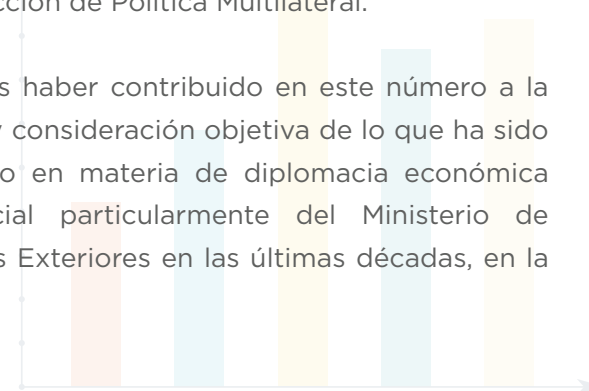 cción de Política Multilateral.
s haber contribuido en este número a la
y consideración objetiva de lo que ha sido
o en materia de diplomacia económica
cial particularmente del Ministerio de
s Exteriores en las últimas décadas, en la